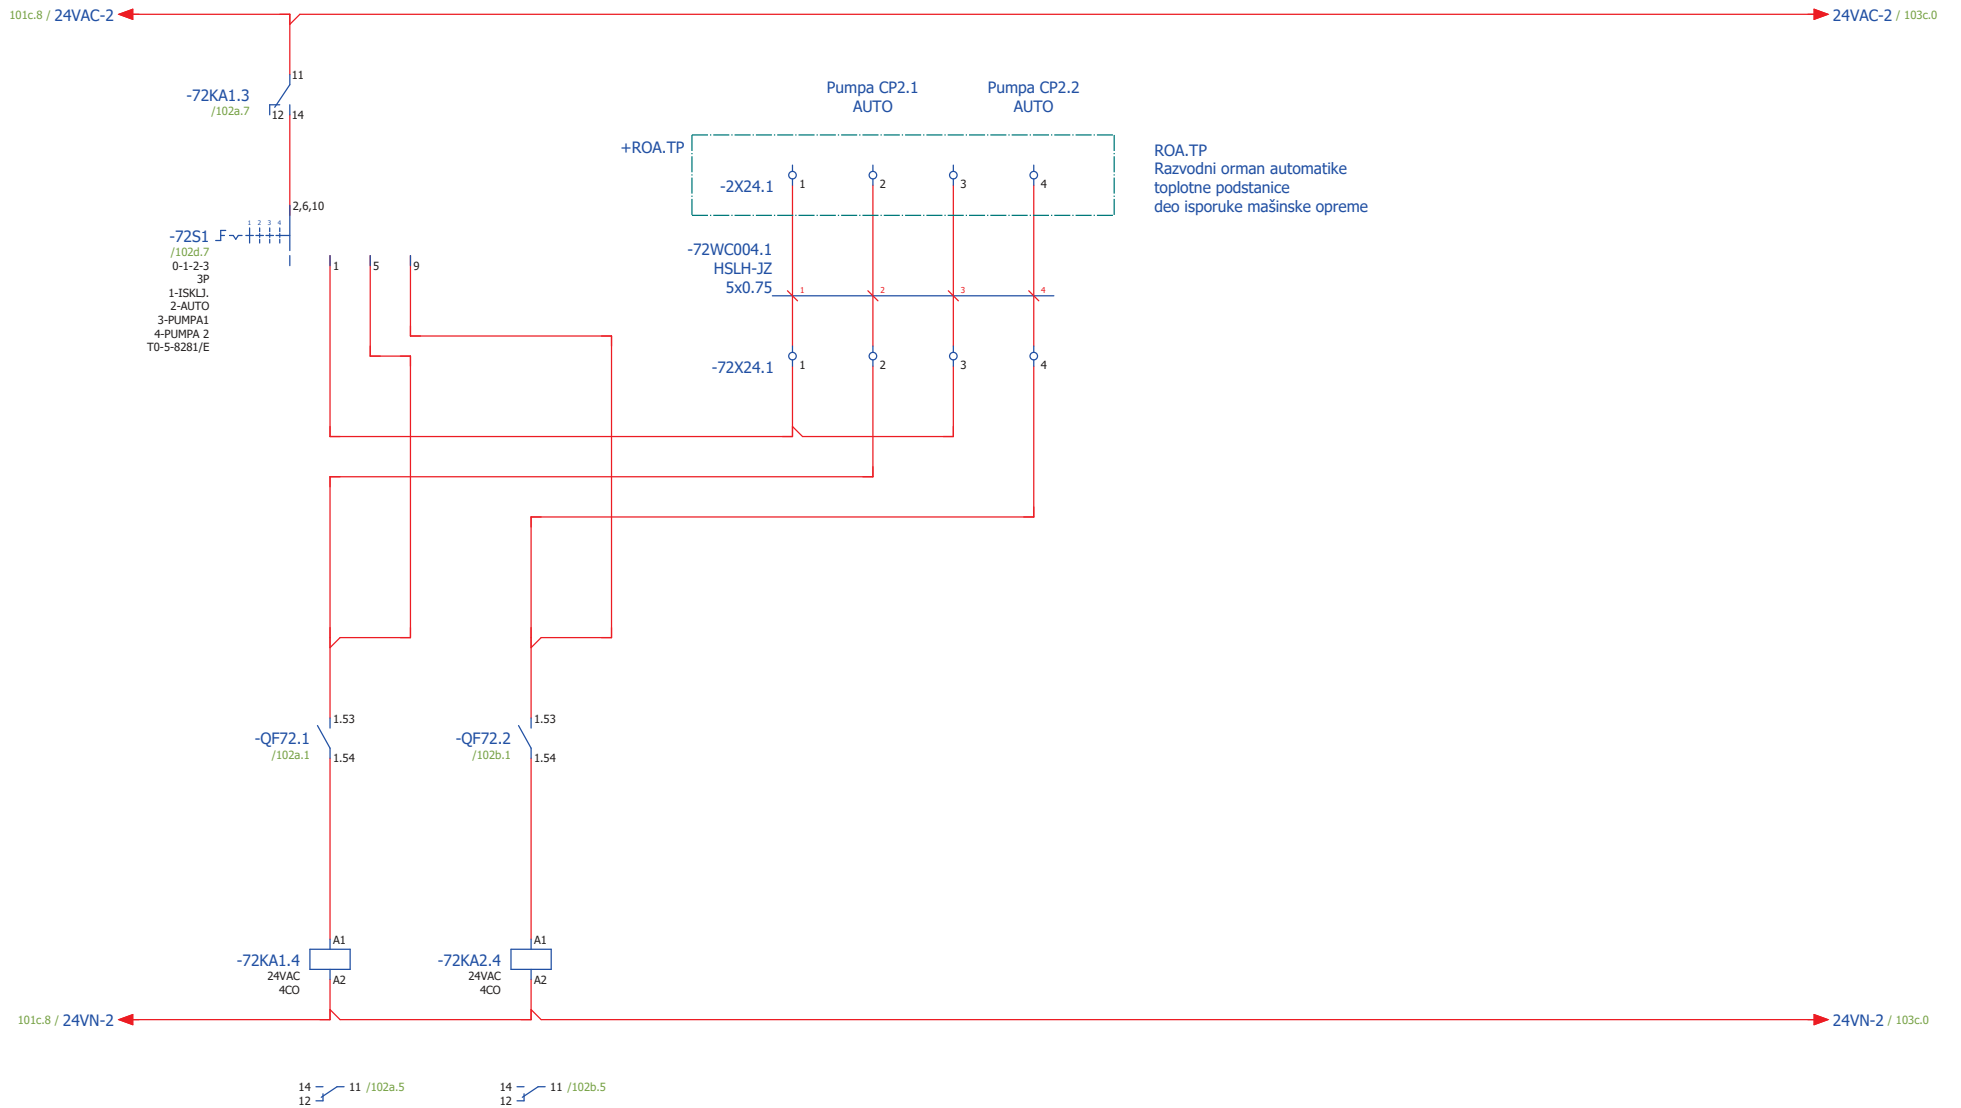 101c.8 / 24VAC-2
24VAC-2 / 103c.0
11
-72KA1.3
/102a.7
12 14
2,6,10
1 2 3 4
-72S1
/102d.7
0-1-2-3
3P
1-ISKLJ.
2-AUTO
3-PUMPA1
4-PUMPA 2
T0-5-8281/E
1 5 9
Pumpa CP2.1
AUTO
Pumpa CP2.2
AUTO
+ROA.TP
-2X24.1
1 2 3 4
ROA.TP
Razvodni orman automatike
toplotne podstanice
deo isporuke mašinske opreme
-72WC004.1
HSLH-JZ
5x0.75
1 2 3 4
-72X24.1
1 2 3 4
1.53
-QF72.1
/102a.1
1.54
1.53
-QF72.2
/102b.1
1.54
A1
-72KA1.4
24VAC
4CO
A2
A1
-72KA2.4
24VAC
4CO
A2
101c.8 / 24VN-2
24VN-2 / 103c.0
14 11 /102a.5
12
14 11 /102b.5
12